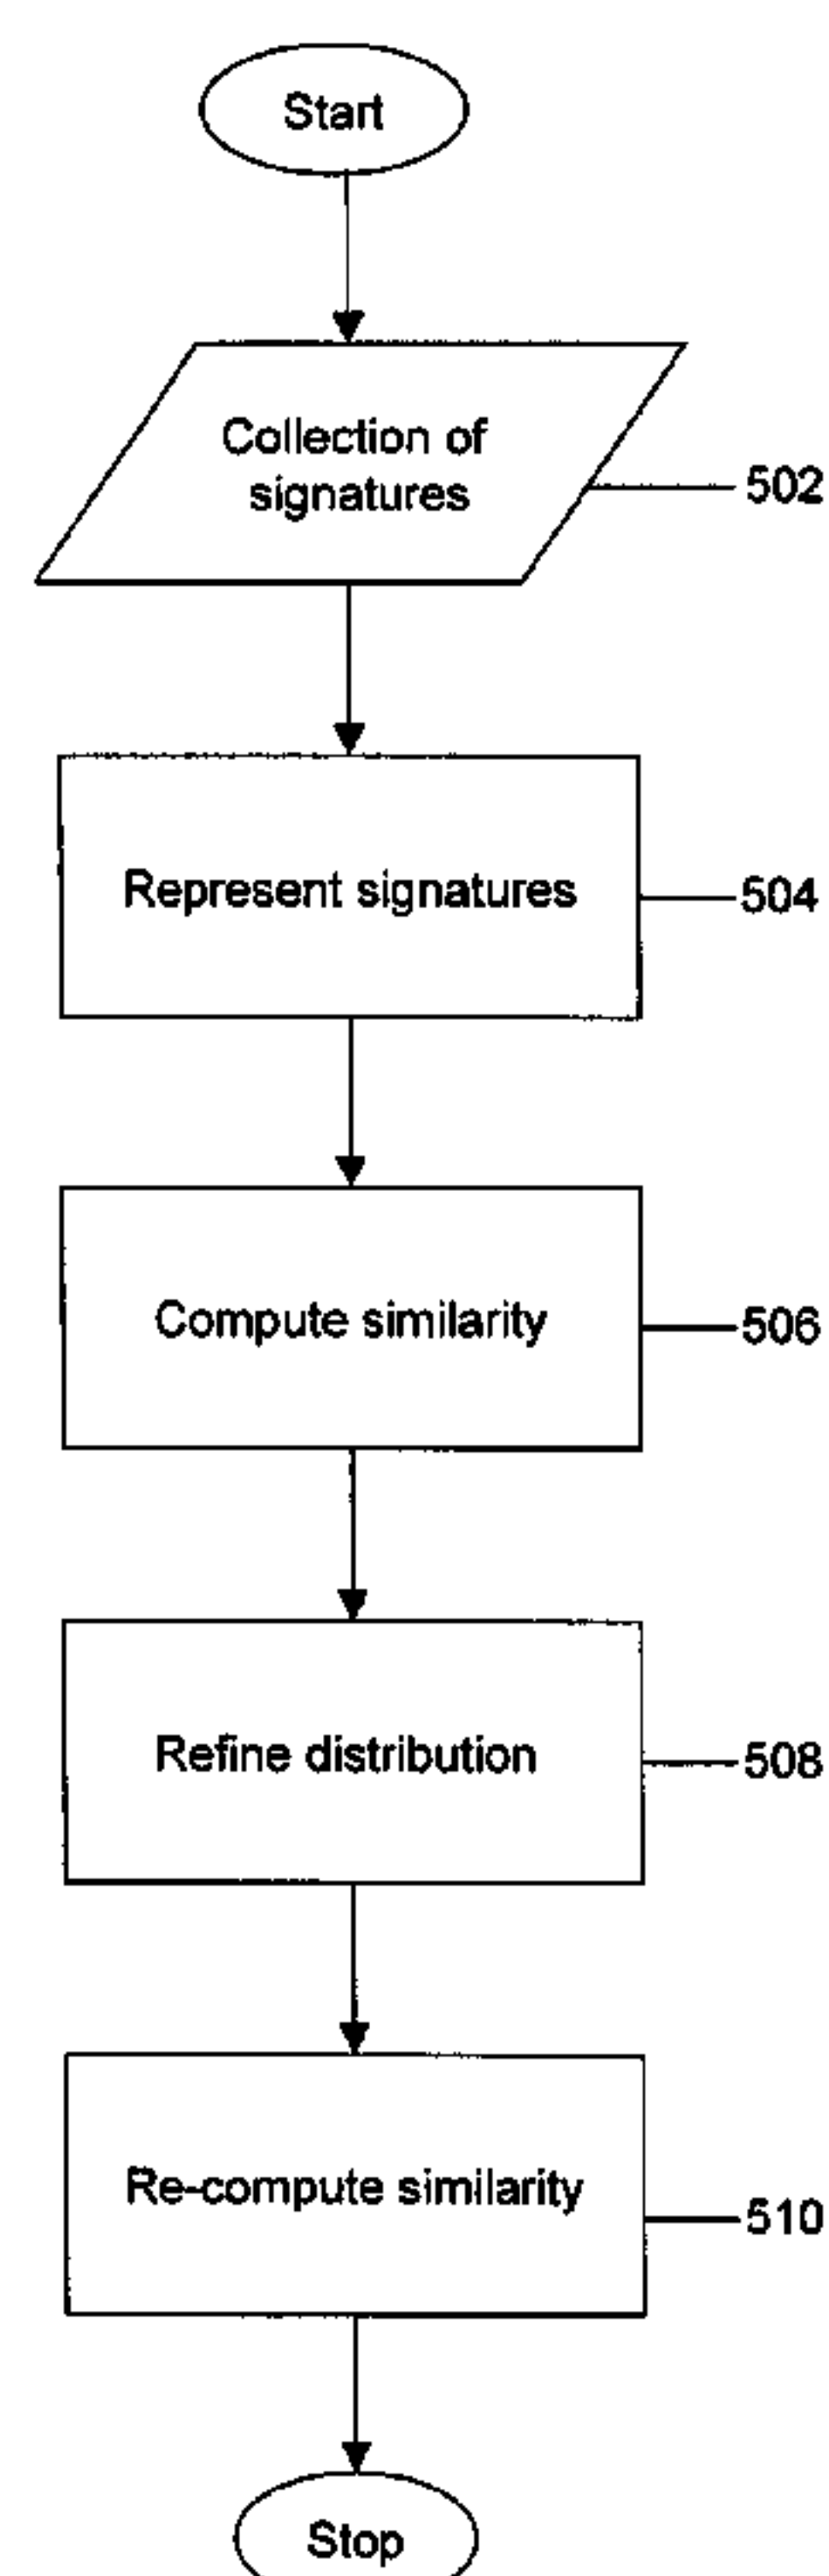 Start
Collection of
signatures
502
Represent signatures
504
Compute similarity
506
Refine distribution
508
Re-compute similarity
510
Stop